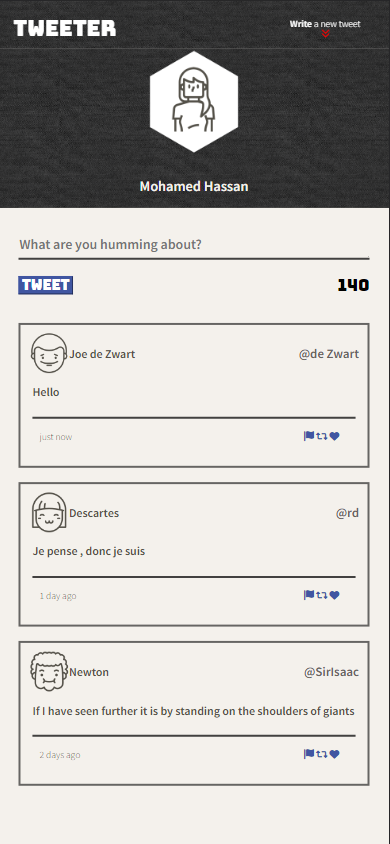 TWEETER
Write a new tweet
Mohamed Hassan
What are you humming about?
TWEET 140
Joe de Zwart @de Zwart
Hello
just now
Descartes @rd
Je pense , donc je suis
1 day ago
Newton @SirIsaac
If I have seen further it is by standing on the shoulders of giants
2 days ago